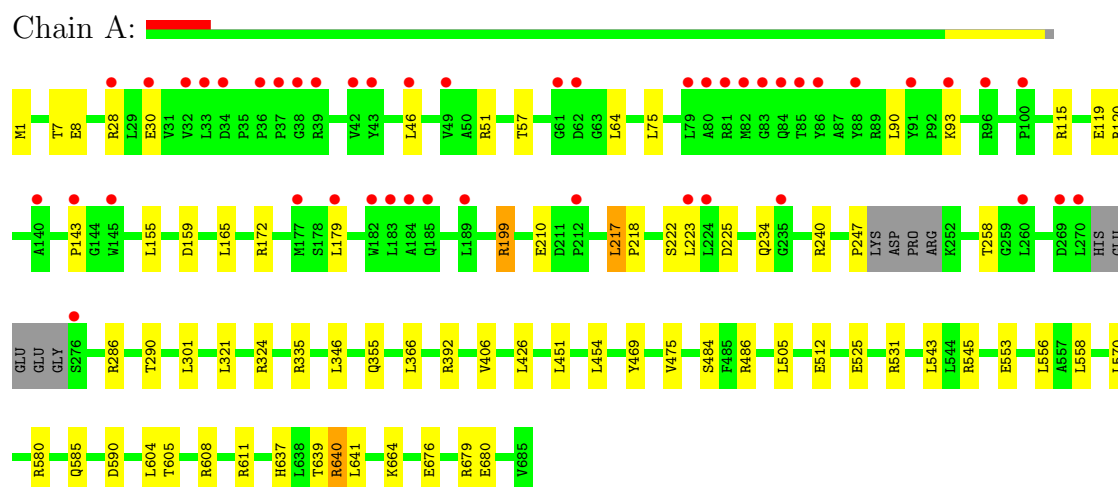 Chain A:
M1 T7 E8 R28 L29 E30 V31 V32 L33 D34 P35 P36 P37 G38 R39 V42 Y43 L46 V49 A50 R51 T57 G61 D62 G63 L64 L75 L79 A80 R81 M82 G83 Q84 T85 Y86 A87 Y88 R89 L90 Y91 P92 K93 R96 P100 R115 E119
A140 P143 G144 W145 L155 D159 L165 R172 M177 S178 L179 W182 L183 A184 Q185 L189 R199 E210 D211 P212 L217 P218 S222 L223 L224 D225 Q234 G235 R240 P247 LYS ASP PRO ARG K252 T258 G259 L260 D269 L270 HIS
GLU GLU GLY S276 R286 T290 L301 L321 R324 R335 L346 Q355 L366 R392 V406 L426 L451 L454 Y469 V475 S484 F485 R486 L505 E512 E525 R531 L543 L544 R545 E553 L556 A557 L558
R580 Q585 D590 L604 T605 R608 R611 H637 L638 T639 R640 L641 K664 E676 R679 E680 V685